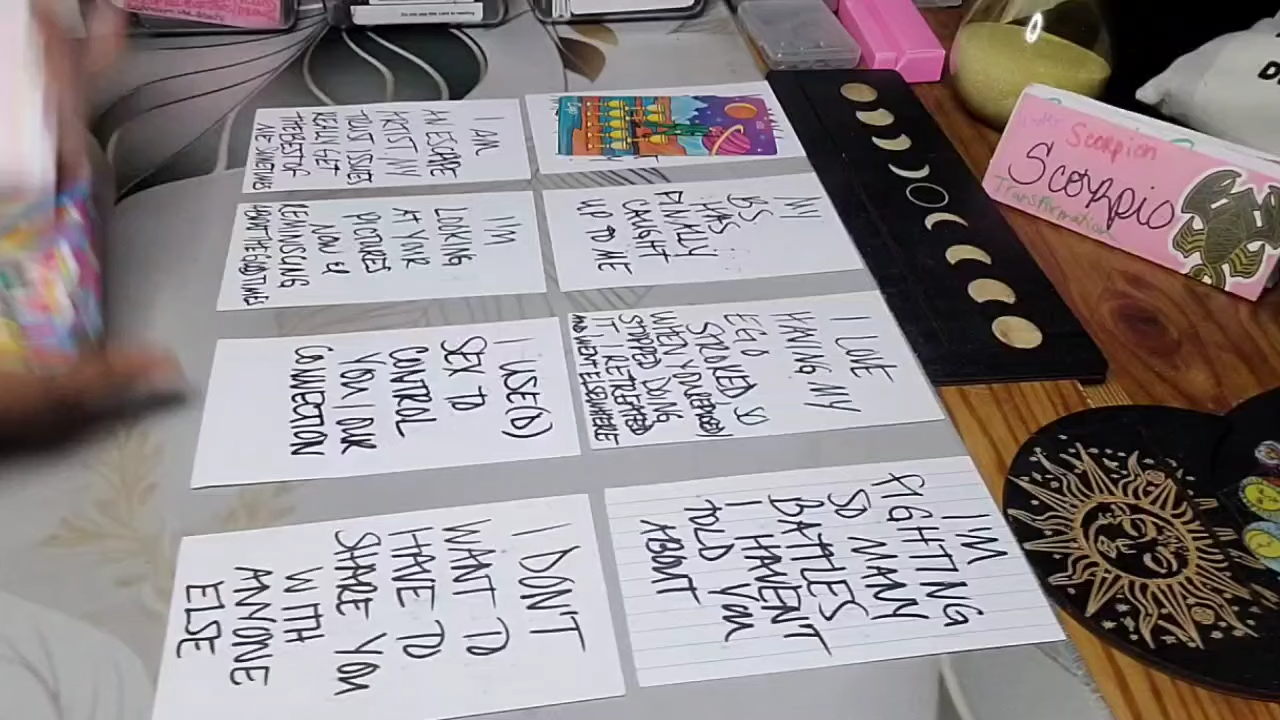 I AM
AN ESCAPE
ARTIST/MY
TRUST ISSUES
REALLY GET
THE BEST OF
ME SOMETIMES
MY
BS
HAS
FINALLY
CAUGHT
UP TO ME
I'M
LOOKING
AT YOUR
PICTURES
NOW &
REMINISCING
ABOUT THE GOOD TIMES
I LOVE
HAVING MY
EGO
STROKED SO
WHEN YOU
STOPPED DOING
IT I RETREATED
AND WENT ELSEWHERE
I USE(D)
SEX TO
CONTROL
YOU/OUR
CONNECTION
I'M
FIGHTING
SO MANY
BATTLES
I HAVEN'T
TOLD YOU
ABOUT
I DON'T
WANT TO
HAVE TO
SHARE YOU
WITH
ANYONE
ELSE
Scorpion
Scorpio
Transformation